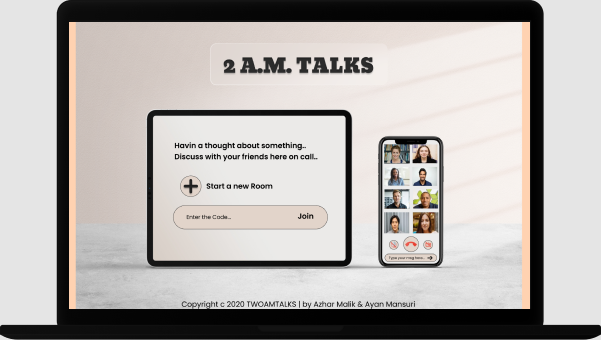 2 A.M. TALKS
Havin a thought about something..
Discuss with your friends here on call..
Start a new Room
Enter the Code...
Join
Type your msg here...
Copyright c 2020 TWOAMTALKS | by Azhar Malik & Ayan Mansuri